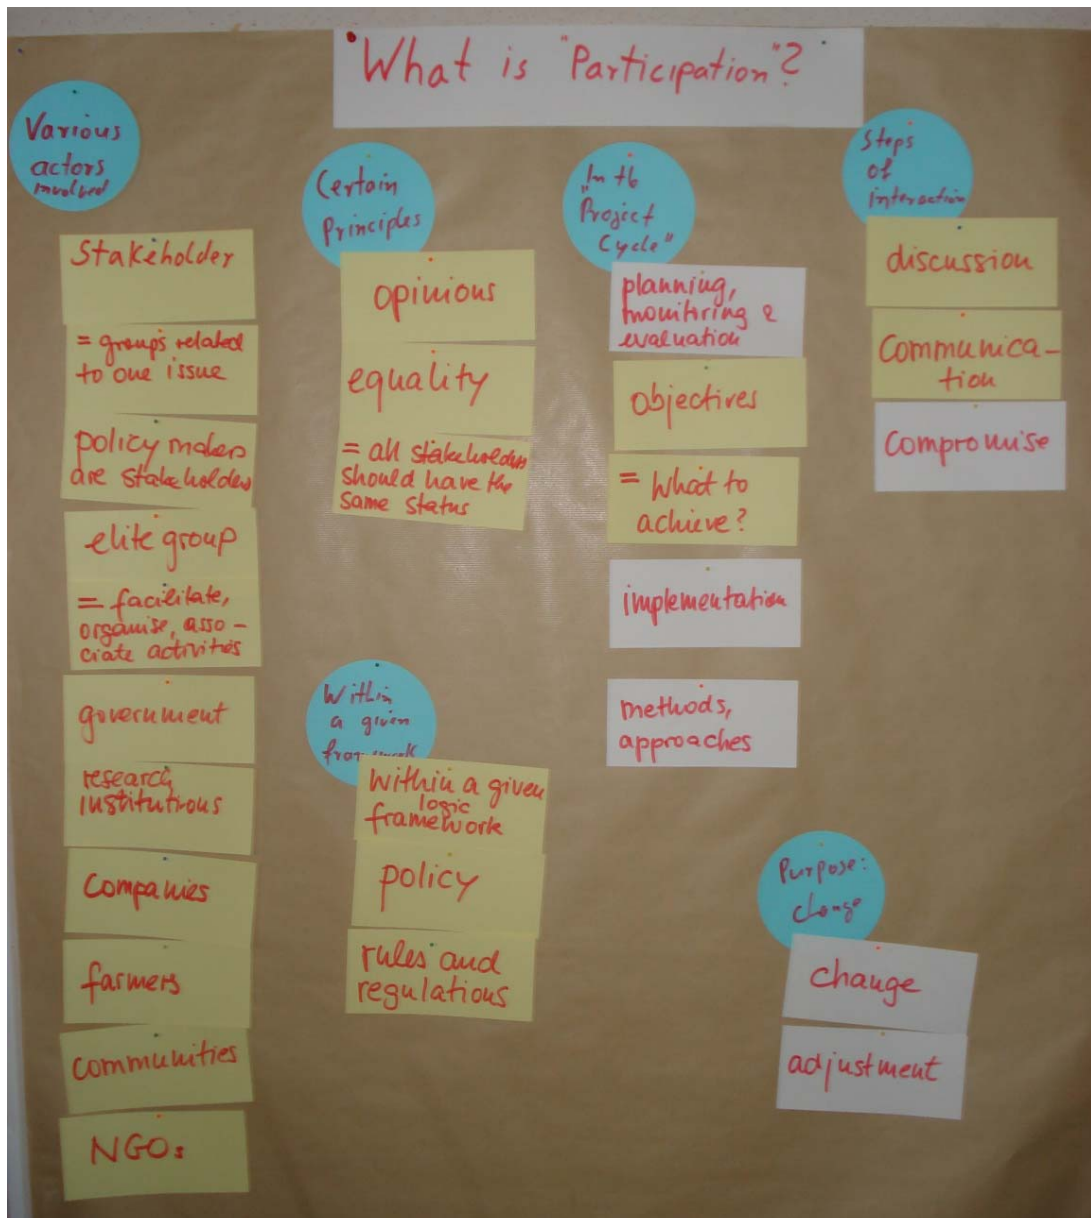 What is "Participation"?
Various
actors
involved
Stakeholder
= groups related
to one issue
policy makers
are stakeholders
elite group
= facilitate,
organise, asso-
ciate activities
government
research
institutions
Companies
farmers
communities
NGOs
Certain
Principles
opinions
equality
= all stakeholders
should have the
same status
Within
a given
framework
Within a given
logic
framework
policy
rules and
regulations
Project
Cycle"
planning,
monitoring &
evaluation
objectives
= What to
achieve?
implementation
methods,
approaches
Steps
of
interaction
discussion
Communica-
tion
Compromise
Purpose:
change
change
adjustment